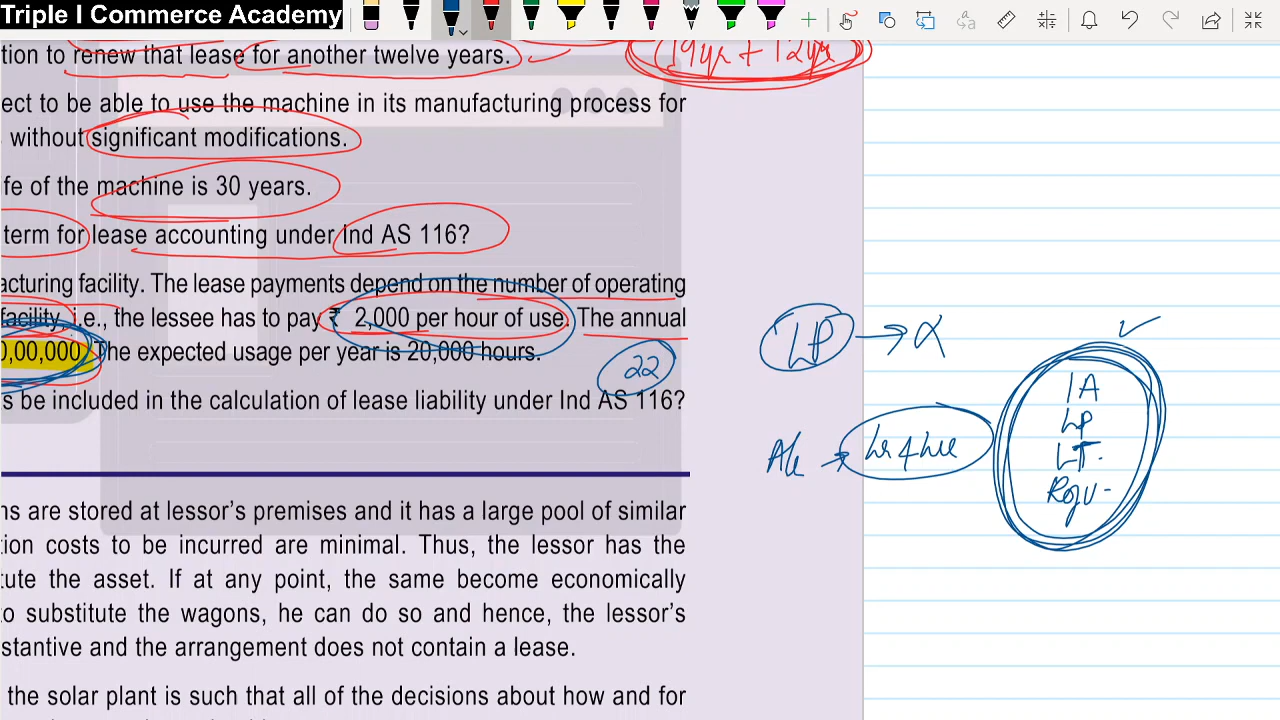 Triple I Commerce Academy
tion to renew that lease for another twelve years.
(19yr + 12yr)
ect to be able to use the machine in its manufacturing process for
without significant modifications.
fe of the machine is 30 years.
term for lease accounting under Ind AS 116?
acturing facility. The lease payments depend on the number of operating
facility, i.e., the lessee has to pay ₹ 2,000 per hour of use. The annual
0,00,000. The expected usage per year is 20,000 hours.
22
LP → α
s be included in the calculation of lease liability under Ind AS 116?
IA
LP
LT.
ns are stored at lessor's premises and it has a large pool of similar
tion costs to be incurred are minimal. Thus, the lessor has the
tute the asset. If at any point, the same become economically
o substitute the wagons, he can do so and hence, the lessor's
stantive and the arrangement does not contain a lease.
the solar plant is such that all of the decisions about how and for